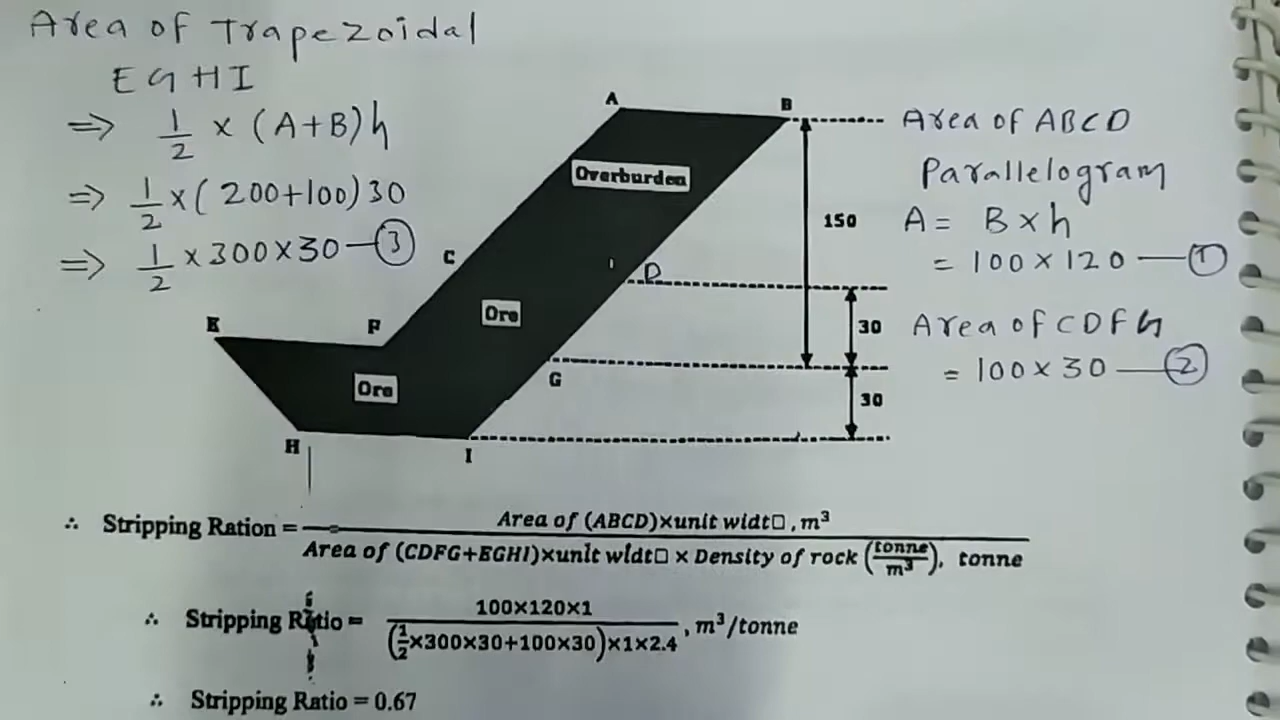 Area of Trapezoidal
EGHI
=> 1/2 × (A+B)h
=> 1/2 × (200+100)30
=> 1/2 × 300 × 30 — ③
A
B
Overburden
C
150
D
Ore
30
E
F
G
Ore
30
H
I
Area of ABCD
Parallelogram
A = B × h
= 100 × 120 — ①
Area of CDFG
= 100 × 30 — ②
∴ Stripping Ration = Area of (ABCD)×unit widt□, m³
Area of (CDFG+EGHI)×unit widt□ × Density of rock (tonne/m³), tonne
∴ Stripping Ratio = 100×120×1
(1/2×300×30+100×30)×1×2.4 , m³/tonne
∴ Stripping Ratio = 0.67